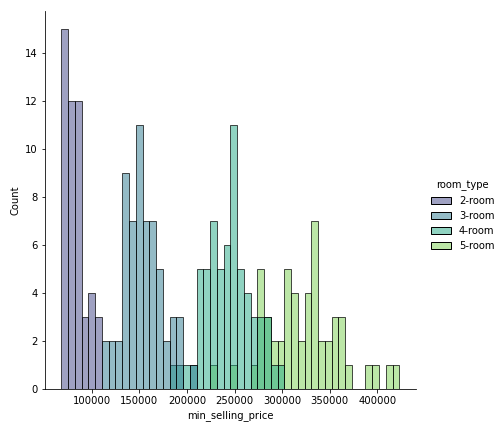 14
12
10
8
6
4
2
0
Count
100000 150000 200000 250000 300000 350000 400000
min_selling_price
room_type
2-room
3-room
4-room
5-room